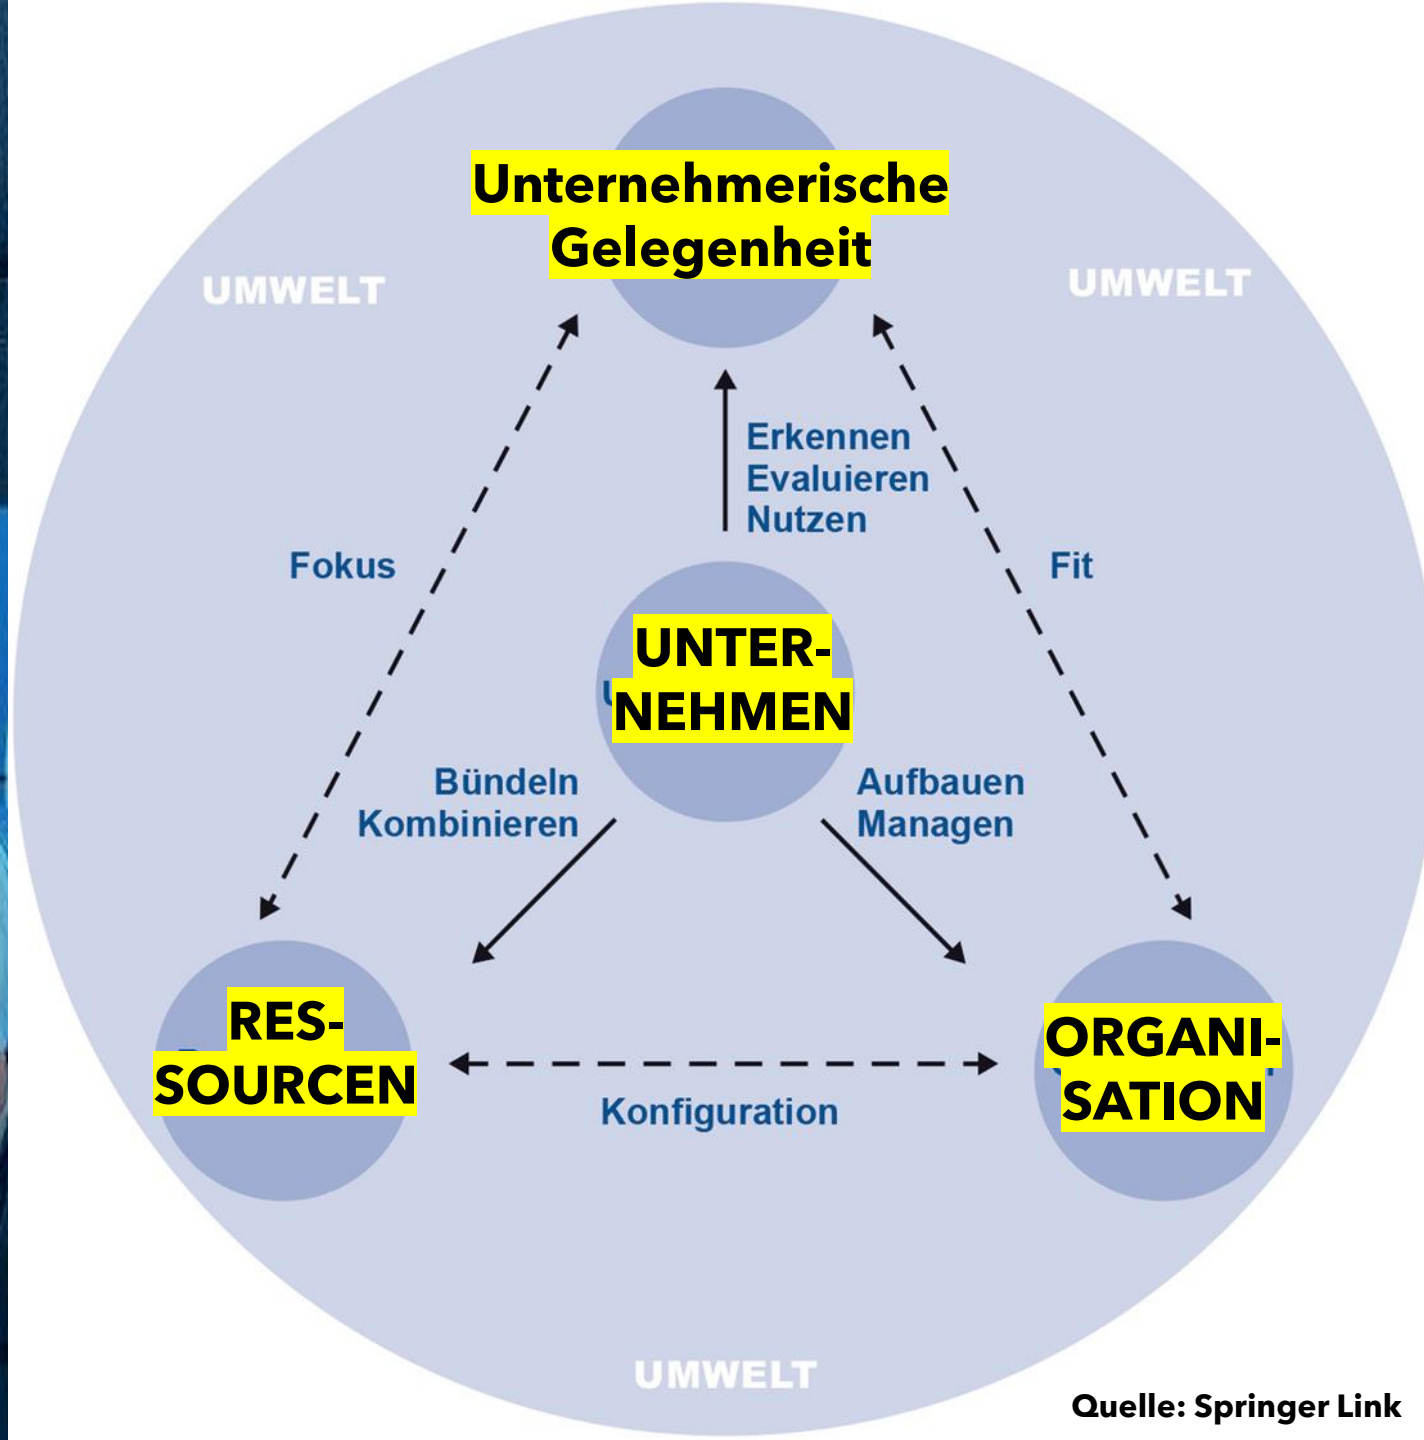 Unternehmerische
Gelegenheit
UMWELT
UMWELT
Erkennen
Evaluieren
Nutzen
Fokus
Fit
UNTER-
NEHMEN
Bündeln
Kombinieren
Aufbauen
Managen
RES-
SOURCEN
ORGANI-
SATION
Konfiguration
UMWELT
Quelle: Springer Link